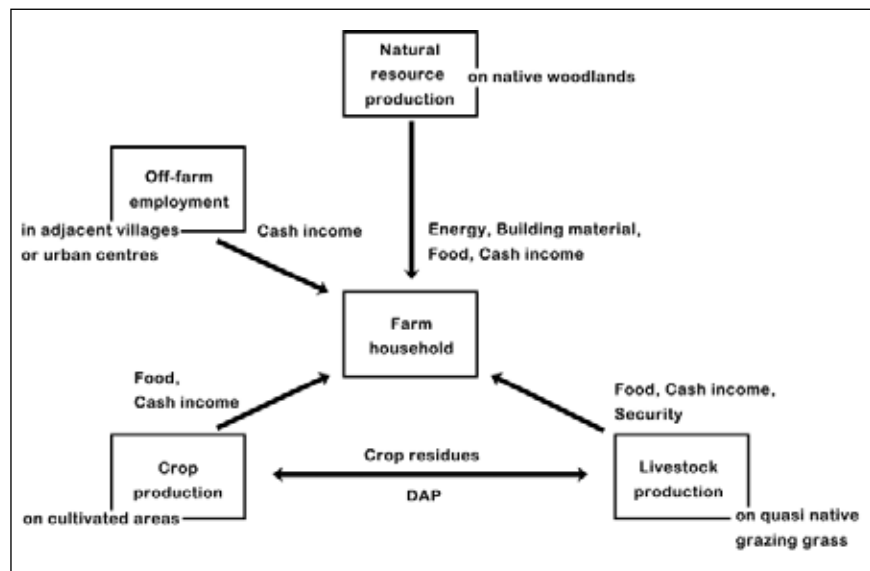 Natural
resource
production
on native woodlands
Off-farm
employment
in adjacent villages
or urban centres
Cash income
Energy, Building material,
Food, Cash income
Farm
household
Food,
Cash income
Food, Cash income,
Security
Crop
production
on cultivated areas
Crop residues
DAP
Livestock
production
on quasi native
grazing grass